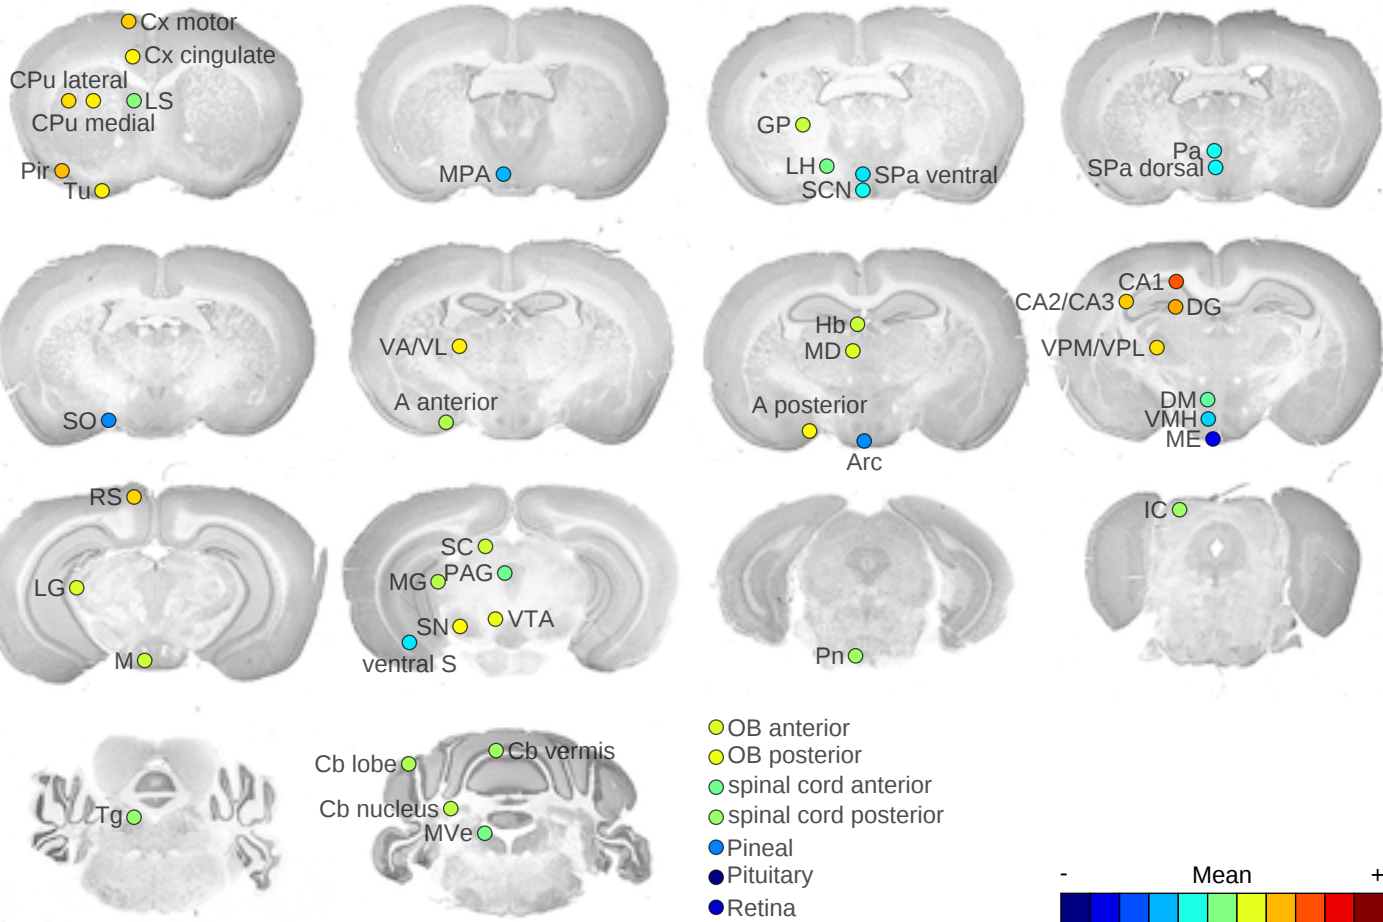 Cx motor
Cx cingulate
CPu lateral
LS
CPu medial
Pir
Tu
MPA
GP
LH
SPa ventral
SCN
Pa
SPa dorsal
SO
VA/VL
A anterior
Hb
MD
A posterior
Arc
CA1
CA2/CA3
DG
VPM/VPL
DM
VMH
ME
RS
LG
M
SC
PAG
MG
SN
VTA
ventral S
Pn
IC
Tg
Cb lobe
Cb vermis
Cb nucleus
MVe
OB anterior
OB posterior
spinal cord anterior
spinal cord posterior
Pineal
Pituitary
Retina
- Mean +